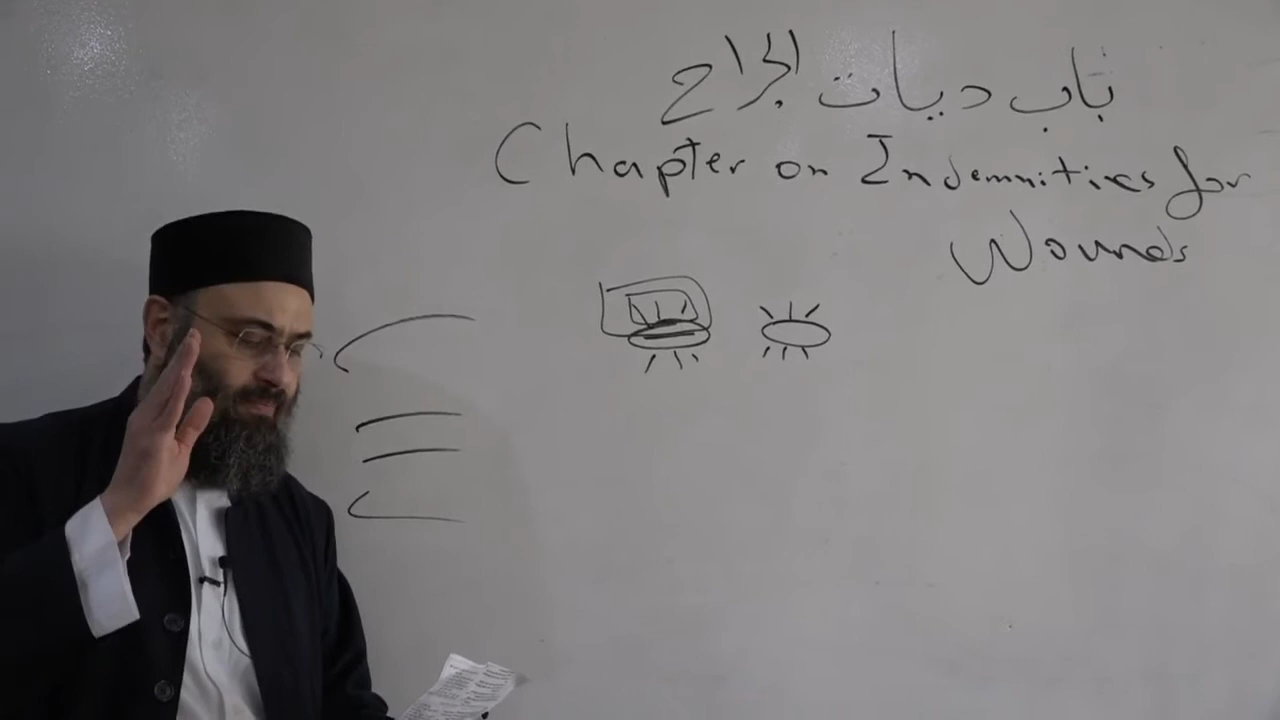 باب ديات الجراح
Chapter on Indemnities for
Wounds